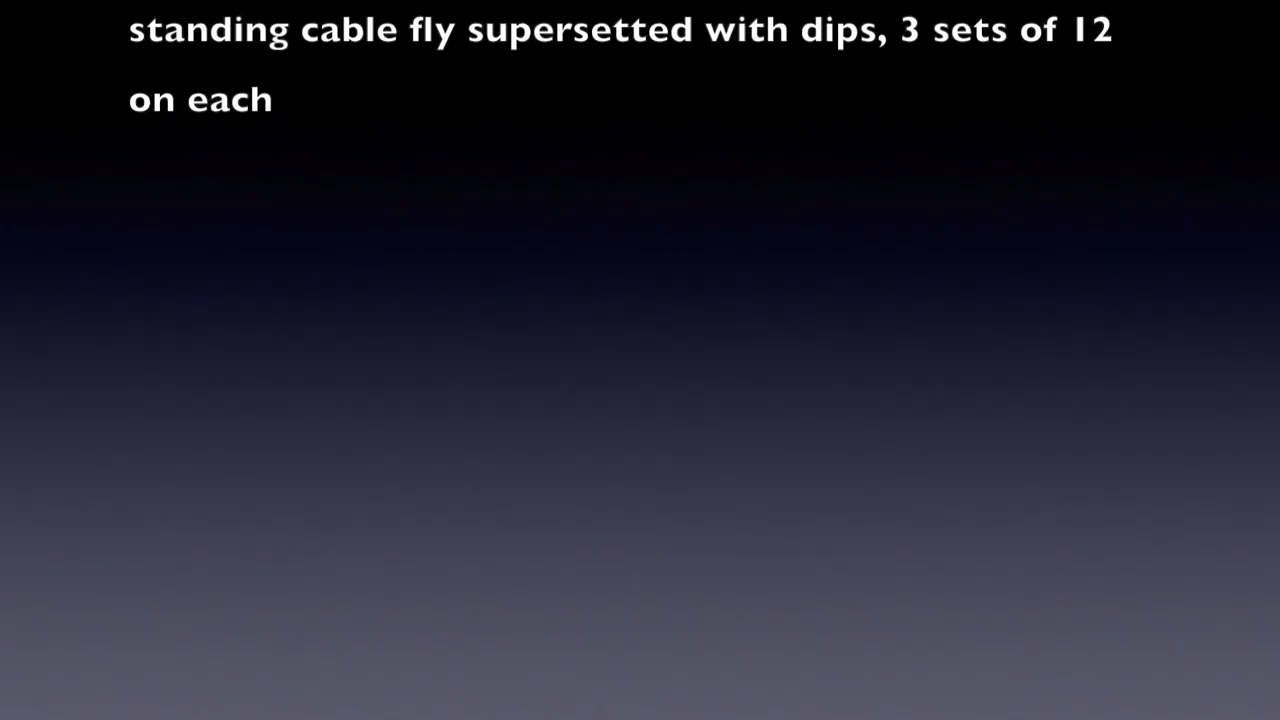 standing cable fly supersetted with dips, 3 sets of 12
on each